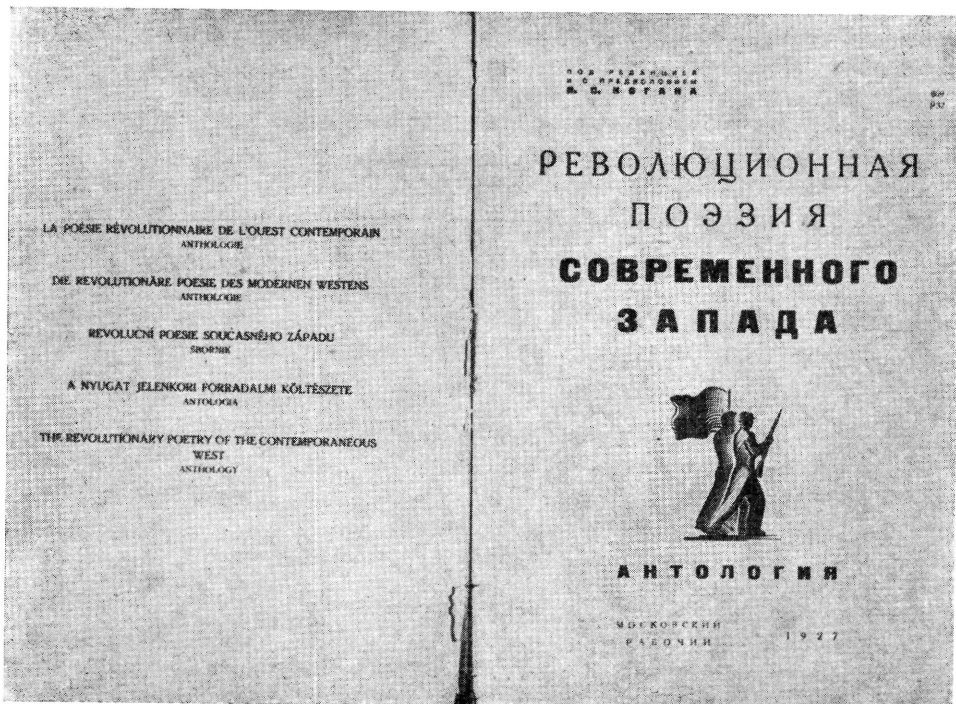 LA POÉSIE RÉVOLUTIONNAIRE DE L'OUEST CONTEMPORAIN
ANTHOLOGIE
DIE REVOLUTIONÄRE POESIE DES MODERNEN WESTENS
ANTHOLOGIE
REVOLUCNÍ POESIE SOUČASNÉHO ZÁPADU
SBORNIK
A NYUGAT JELENKORI FORRADALMI KÖLTÉSZETE
ANTOLOGIA
THE REVOLUTIONARY POETRY OF THE CONTEMPORANEOUS
WEST
ANTHOLOGY
ПОД РЕДАКЦИЕЙ
И С ПРЕДИСЛОВИЕМ
П. С. КОГАНА
РЕВОЛЮЦИОННАЯ
ПОЭЗИЯ
СОВРЕМЕННОГО
ЗАПАДА
АНТОЛОГИЯ
МОСКОВСКИЙ
РАБОЧИЙ
1927